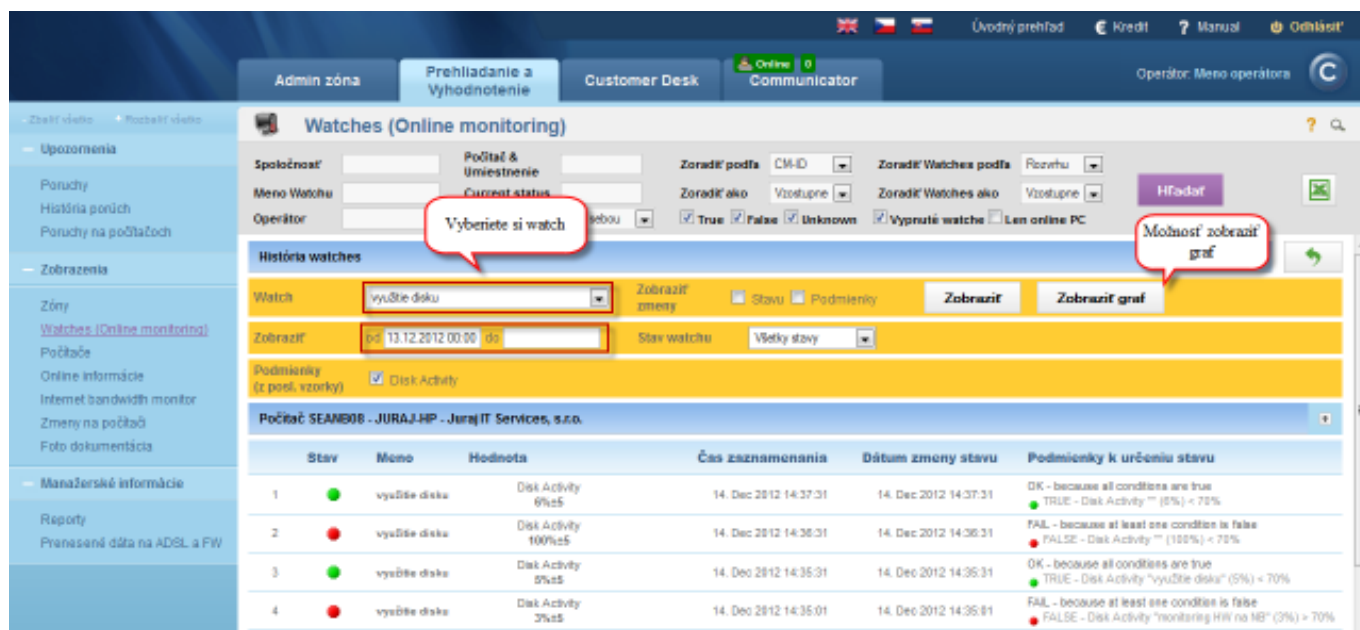 Úvodný prehľad € Kredit ? Manual Odhlásiť
Admin zóna
Prehliadanie a
Vyhodnotenie
Customer Desk
Online 0
Communicator
Operátor: Meno operátora
Zbaliť všetko Rozbaliť všetko
Upozornenia
Poruchy
História porúch
Poruchy na počítačoch
Zobrazenia
Zóny
Watches (Online monitoring)
Počítače
Online informácie
Internet bandwidth monitor
Zmeny na počítači
Foto dokumentácia
Manažerské informácie
Reporty
Prenesené dáta na ADSL a FW
Watches (Online monitoring)
?
Spoločnosť Počítač & Umiestnenie Zoradiť podľa CM-ID Zoradiť Watches podľa Rozvrhu
Meno Watchu Current status Zoradiť ako Vzostupne Zoradiť Watches ako Vzostupne Hľadať
Operátor sebou True False Unknown Vypnuté watche Len online PC
Vyberiete si watch
Možnosť zobraziť
graf
História watches
Watch využitie disku Zobraziť zmeny Stavu Podmienky Zobraziť Zobraziť graf
Zobraziť od 13.12.2012 00:00 do Stav watchu Všetky stavy
Podmienky
(z posl. vzorky) Disk Activity
Počítač SEANB08 - JURAJ-HP - Juraj IT Services, s.r.o.
Stav Meno Hodnota Čas zaznamenania Dátum zmeny stavu Podmienky k určeniu stavu
1 využitie disku Disk Activity 6%±5 14. Dec 2012 14:37:31 14. Dec 2012 14:37:31 OK - because all conditions are true
TRUE - Disk Activity "" (6%) < 70%
2 využitie disku Disk Activity 100%±5 14. Dec 2012 14:36:31 14. Dec 2012 14:36:31 FAIL - because at least one condition is false
FALSE - Disk Activity "" (100%) < 70%
3 využitie disku Disk Activity 5%±5 14. Dec 2012 14:35:31 14. Dec 2012 14:35:31 OK - because all conditions are true
TRUE - Disk Activity "využitie disku" (5%) < 70%
4 využitie disku Disk Activity 3%±5 14. Dec 2012 14:35:01 14. Dec 2012 14:35:01 FAIL - because at least one condition is false
FALSE - Disk Activity "monitoring HW na NB" (3%) > 70%